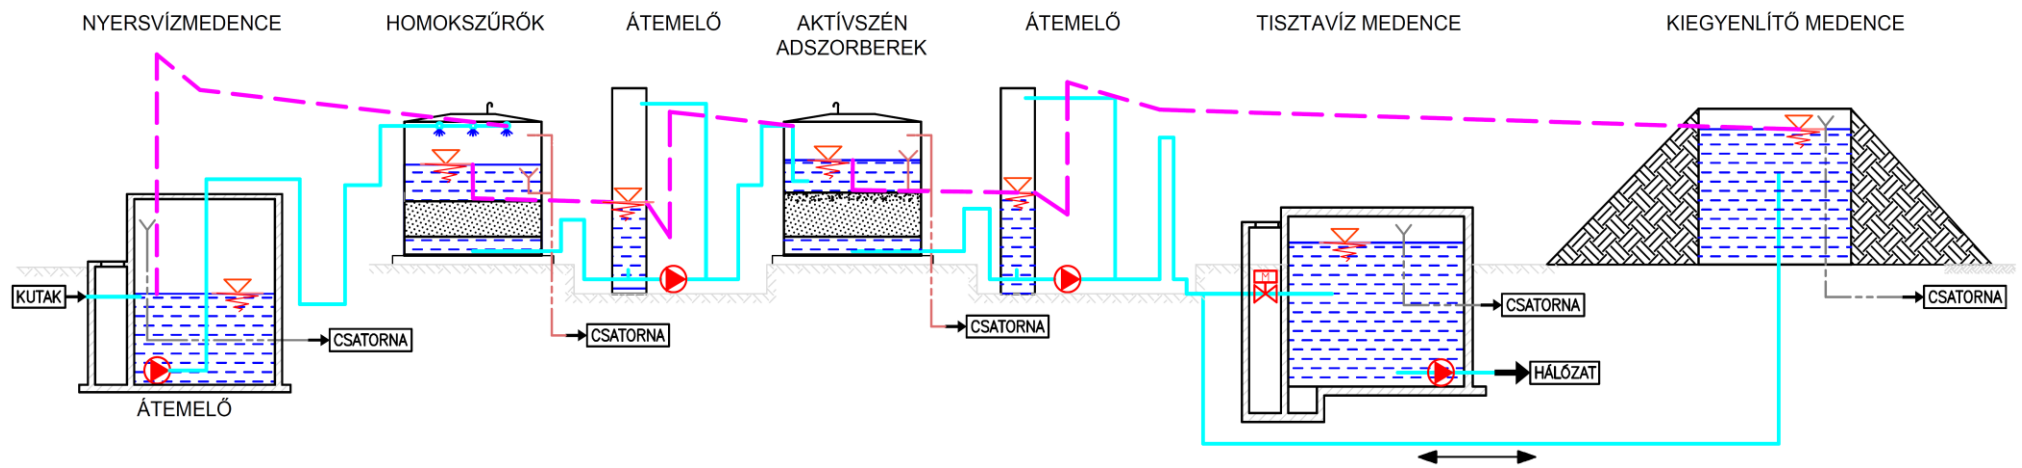 NYERSVÍZMEDENCE
HOMOKSZŰRŐK
ÁTEMELŐ
AKTÍVSZÉN
ADSZORBEREK
ÁTEMELŐ
TISZTAVÍZ MEDENCE
KIEGYENLÍTŐ MEDENCE
KUTAK
CSATORNA
ÁTEMELŐ
CSATORNA
CSATORNA
M
CSATORNA
HÁLÓZAT
CSATORNA